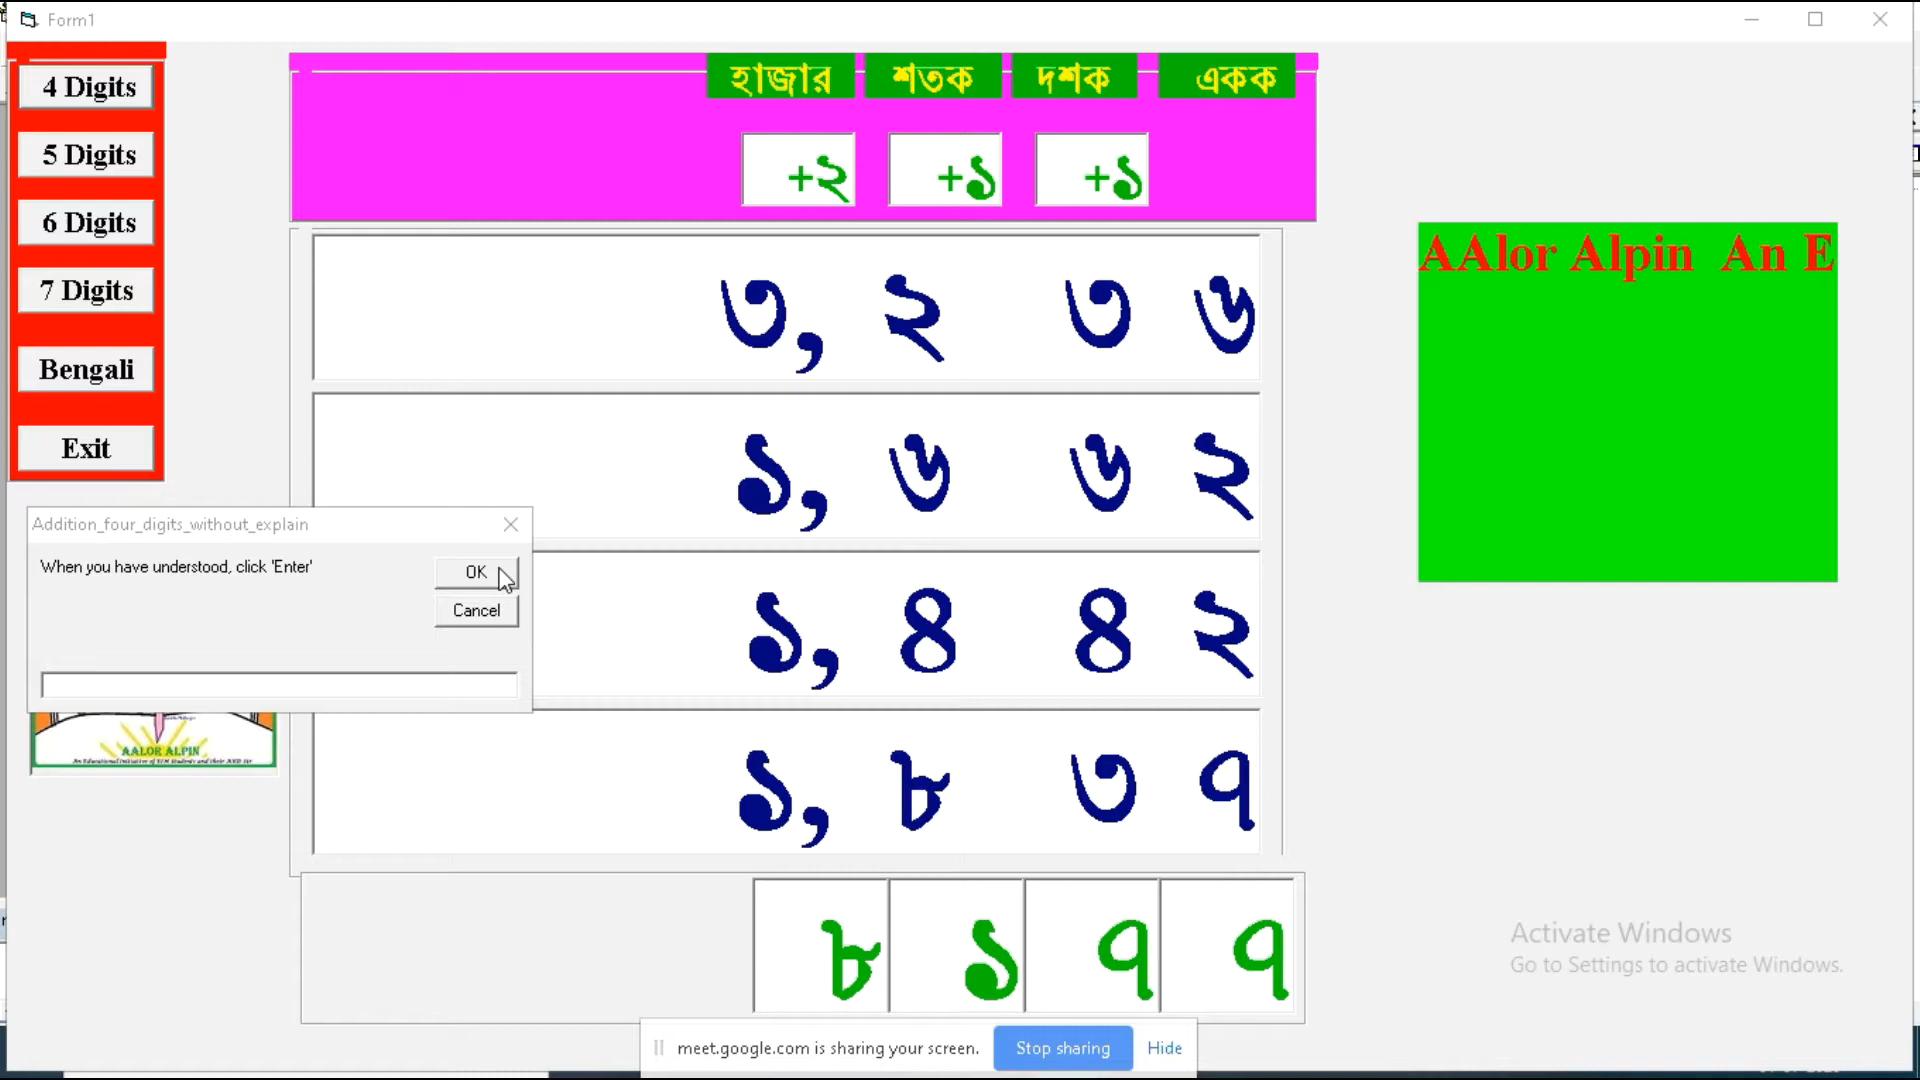 Form1
4 Digits
5 Digits
6 Digits
7 Digits
Bengali
Exit
হাজার শতক দশক একক
+২ +১ +১
৩, ২ ৩ ৬
১, ৬ ৬ ২
১, ৪ ৪ ২
১, ৮ ৩ ৭
৮ ১ ৭ ৭
Addition_four_digits_without_explain
When you have understood, click 'Enter'
OK
Cancel
AALOR ALPIN
AAlor Alpin An E
Activate Windows
Go to Settings to activate Windows.
meet.google.com is sharing your screen. Stop sharing Hide